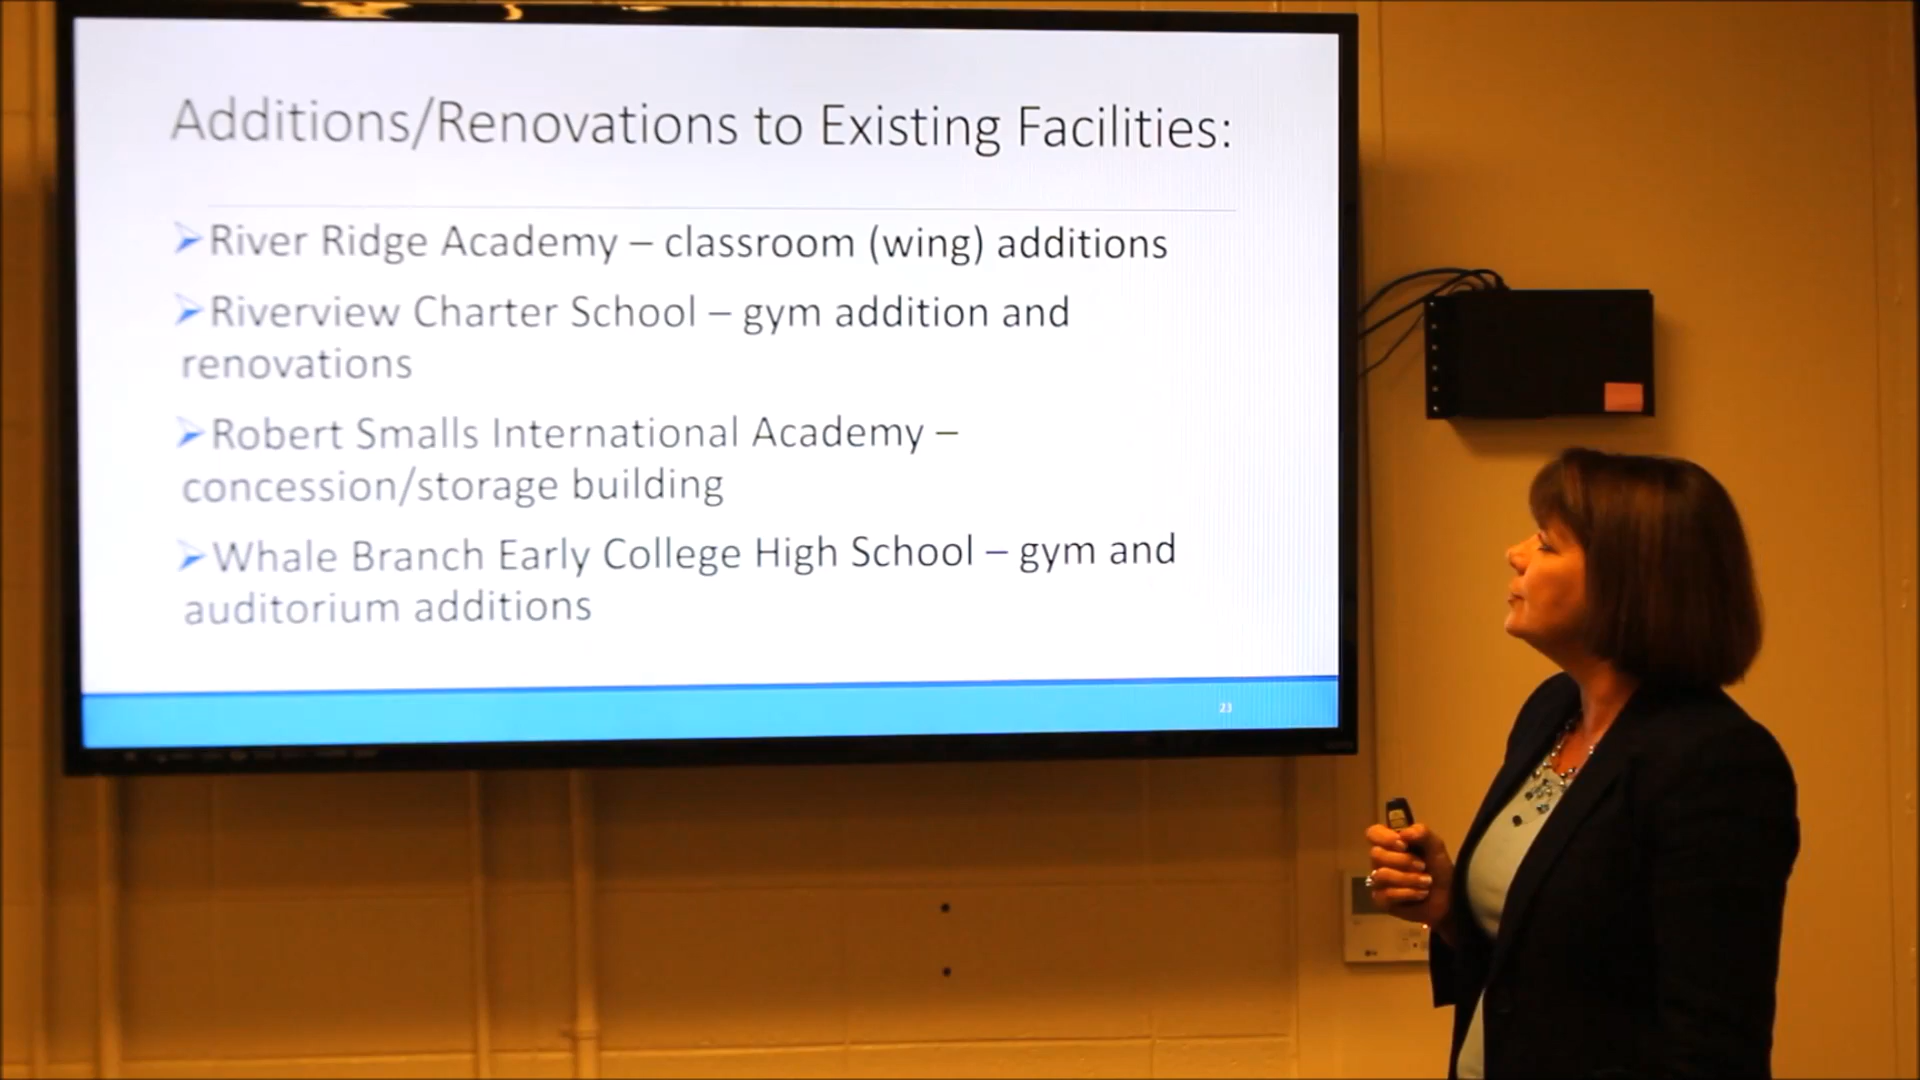 Additions/Renovations to Existing Facilities:
River Ridge Academy – classroom (wing) additions
Riverview Charter School – gym addition and
renovations
Robert Smalls International Academy –
concession/storage building
Whale Branch Early College High School – gym and
auditorium additions
23